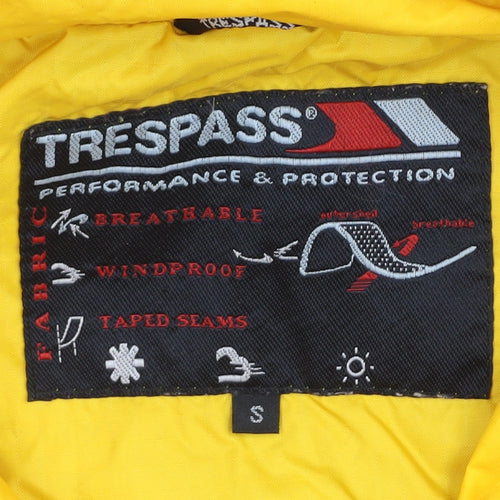 TRESPASS
TRESPASS®
PERFORMANCE & PROTECTION
FABRIC
BREATHABLE
WINDPROOF
TAPED SEAMS
outer shell
breathable
S